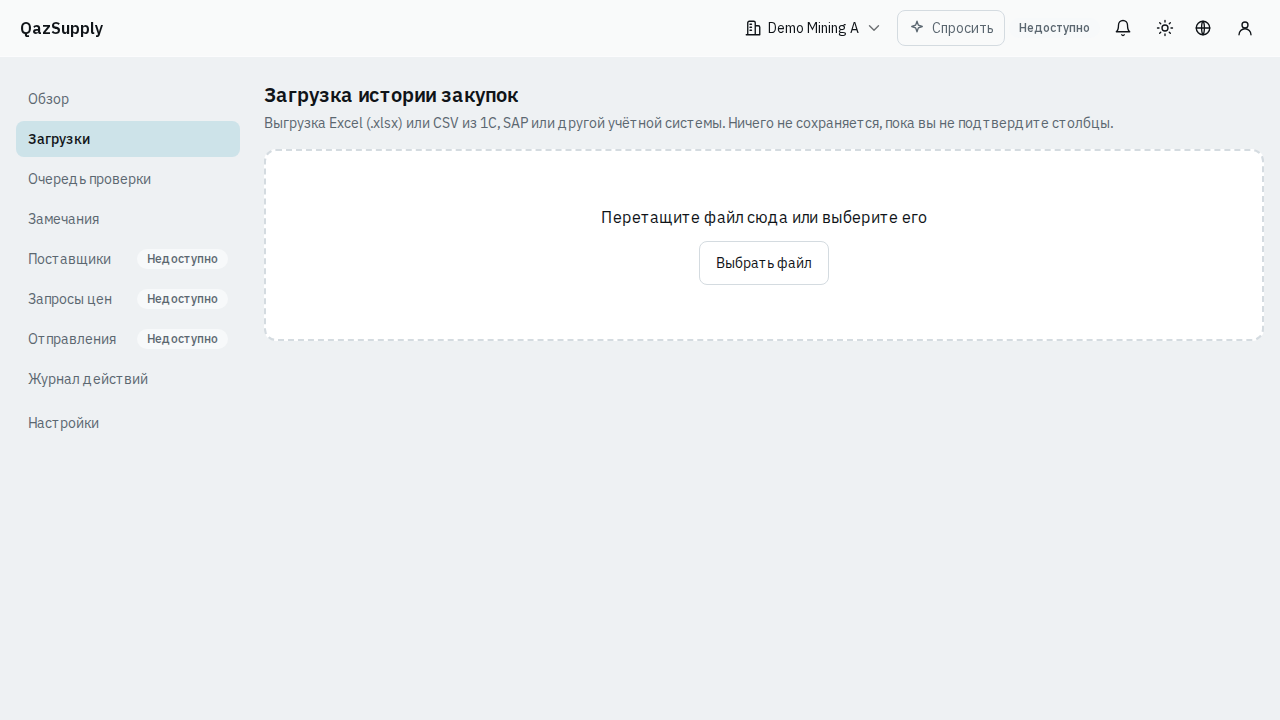 QazSupply
Demo Mining A
Спросить
Недоступно
Обзор
Загрузки
Очередь проверки
Замечания
Поставщики Недоступно
Запросы цен Недоступно
Отправления Недоступно
Журнал действий
Настройки
Загрузка истории закупок
Выгрузка Excel (.xlsx) или CSV из 1С, SAP или другой учётной системы. Ничего не сохраняется, пока вы не подтвердите столбцы.
Перетащите файл сюда или выберите его
Выбрать файл